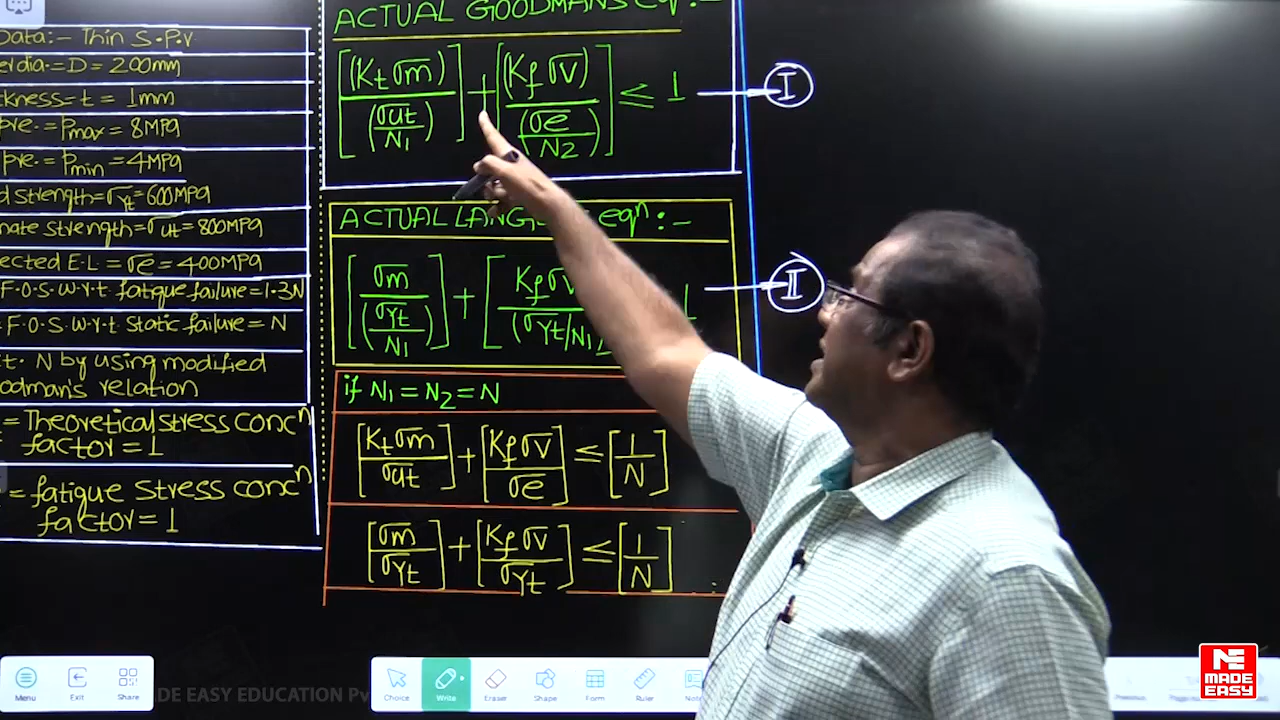 Data:- Thin S.P.V
er dia.=D=200mm
kness=t=1mm
pre.=Pmax=8MPa
pre.=Pmin=4MPa
d strength=σyt=600MPa
mate strength=σut=800MPa
ected E.L=σe=400MPa
F.O.S w.r.t fatigue failure=1.3N
F.O.S w.r.t static failure=N
t. N by using modified
oodman's relation
=Theoretical stress concⁿ
factor=1
=fatigue stress concⁿ
factor=1
ACTUAL GOODMANS eqⁿ:-
[(Kt σm)/(σut/N1)]+[(Kf σv)/(σe/N2)]≤1
I
ACTUAL LANG eqⁿ:-
[σm/(σyt/N1)]+[Kf σv/(σyt/N1 1
II
if N1=N2=N
[Kt σm/σut]+[Kf σv/σe]≤[1/N]
[σm/σyt]+[Kf σv/σyt]≤[1/N]
Menu
Exit
Share
DE EASY EDUCATION Pv
Choice
Write
Eraser
Shape
Form
Ruler
Not
ME
MADE
EASY